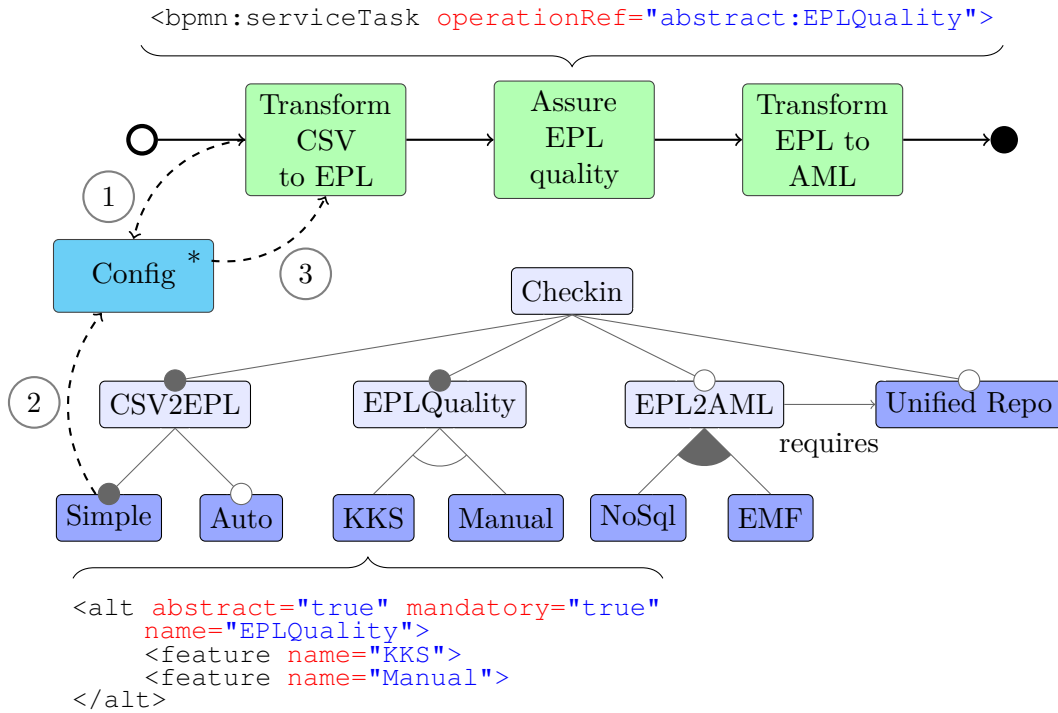 <bpmn:serviceTask operationRef="abstract:EPLQuality">
Transform
CSV
to EPL
Assure
EPL
quality
Transform
EPL to
AML
1
Config *
3
Checkin
2
CSV2EPL
EPLQuality
EPL2AML
Unified Repo
requires
Simple
Auto
KKS
Manual
NoSql
EMF
<alt abstract="true" mandatory="true"
name="EPLQuality">
<feature name="KKS">
<feature name="Manual">
</alt>